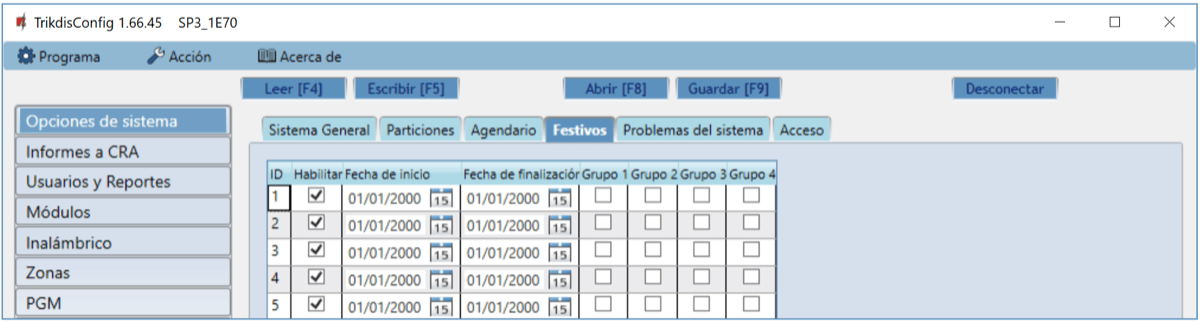 TrikdisConfig 1.66.45 SP3_1E70
Programa Acción Acerca de
Leer [F4] Escribir [F5] Abrir [F8] Guardar [F9] Desconectar
Opciones de sistema
Informes a CRA
Usuarios y Reportes
Módulos
Inalámbrico
Zonas
PGM
Sistema General Particiones Agendario Festivos Problemas del sistema Acceso
ID Habilitar Fecha de inicio Fecha de finalización Grupo 1 Grupo 2 Grupo 3 Grupo 4
1 01/01/2000 15 01/01/2000 15
2 01/01/2000 15 01/01/2000 15
3 01/01/2000 15 01/01/2000 15
4 01/01/2000 15 01/01/2000 15
5 01/01/2000 15 01/01/2000 15